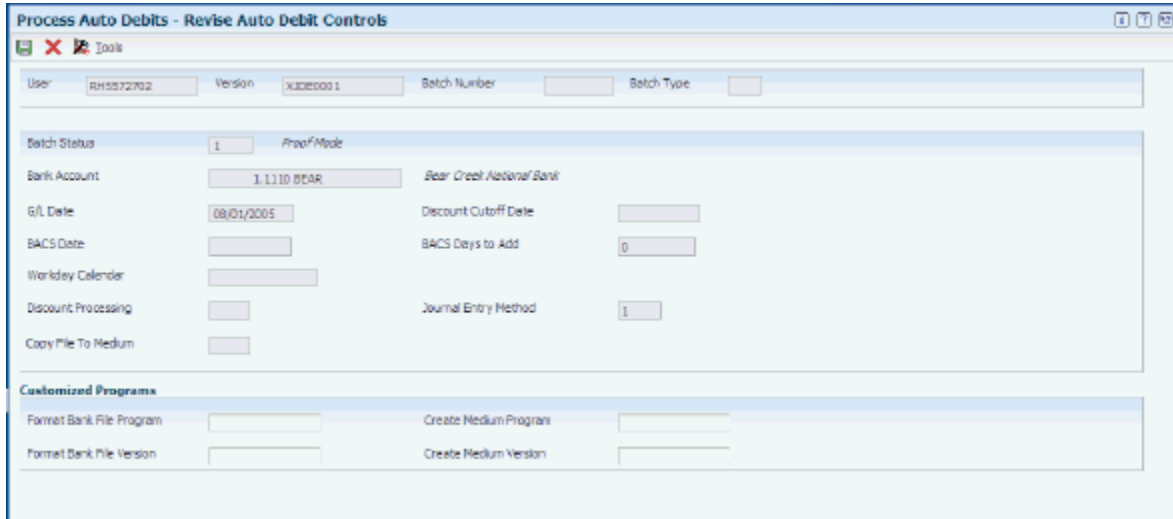 Process Auto Debits - Revise Auto Debit Controls
Tools
User RH5572702 Version XJDE0001 Batch Number Batch Type
Batch Status 1 Proof Mode
Bank Account 1.1110 BEAR Bear Creek National Bank
G/L Date 08/01/2005 Discount Cutoff Date
BACS Date BACS Days to Add 0
Workday Calendar
Discount Processing Journal Entry Method 1
Copy File To Medium
Customized Programs
Format Bank File Program Create Medium Program
Format Bank File Version Create Medium Version